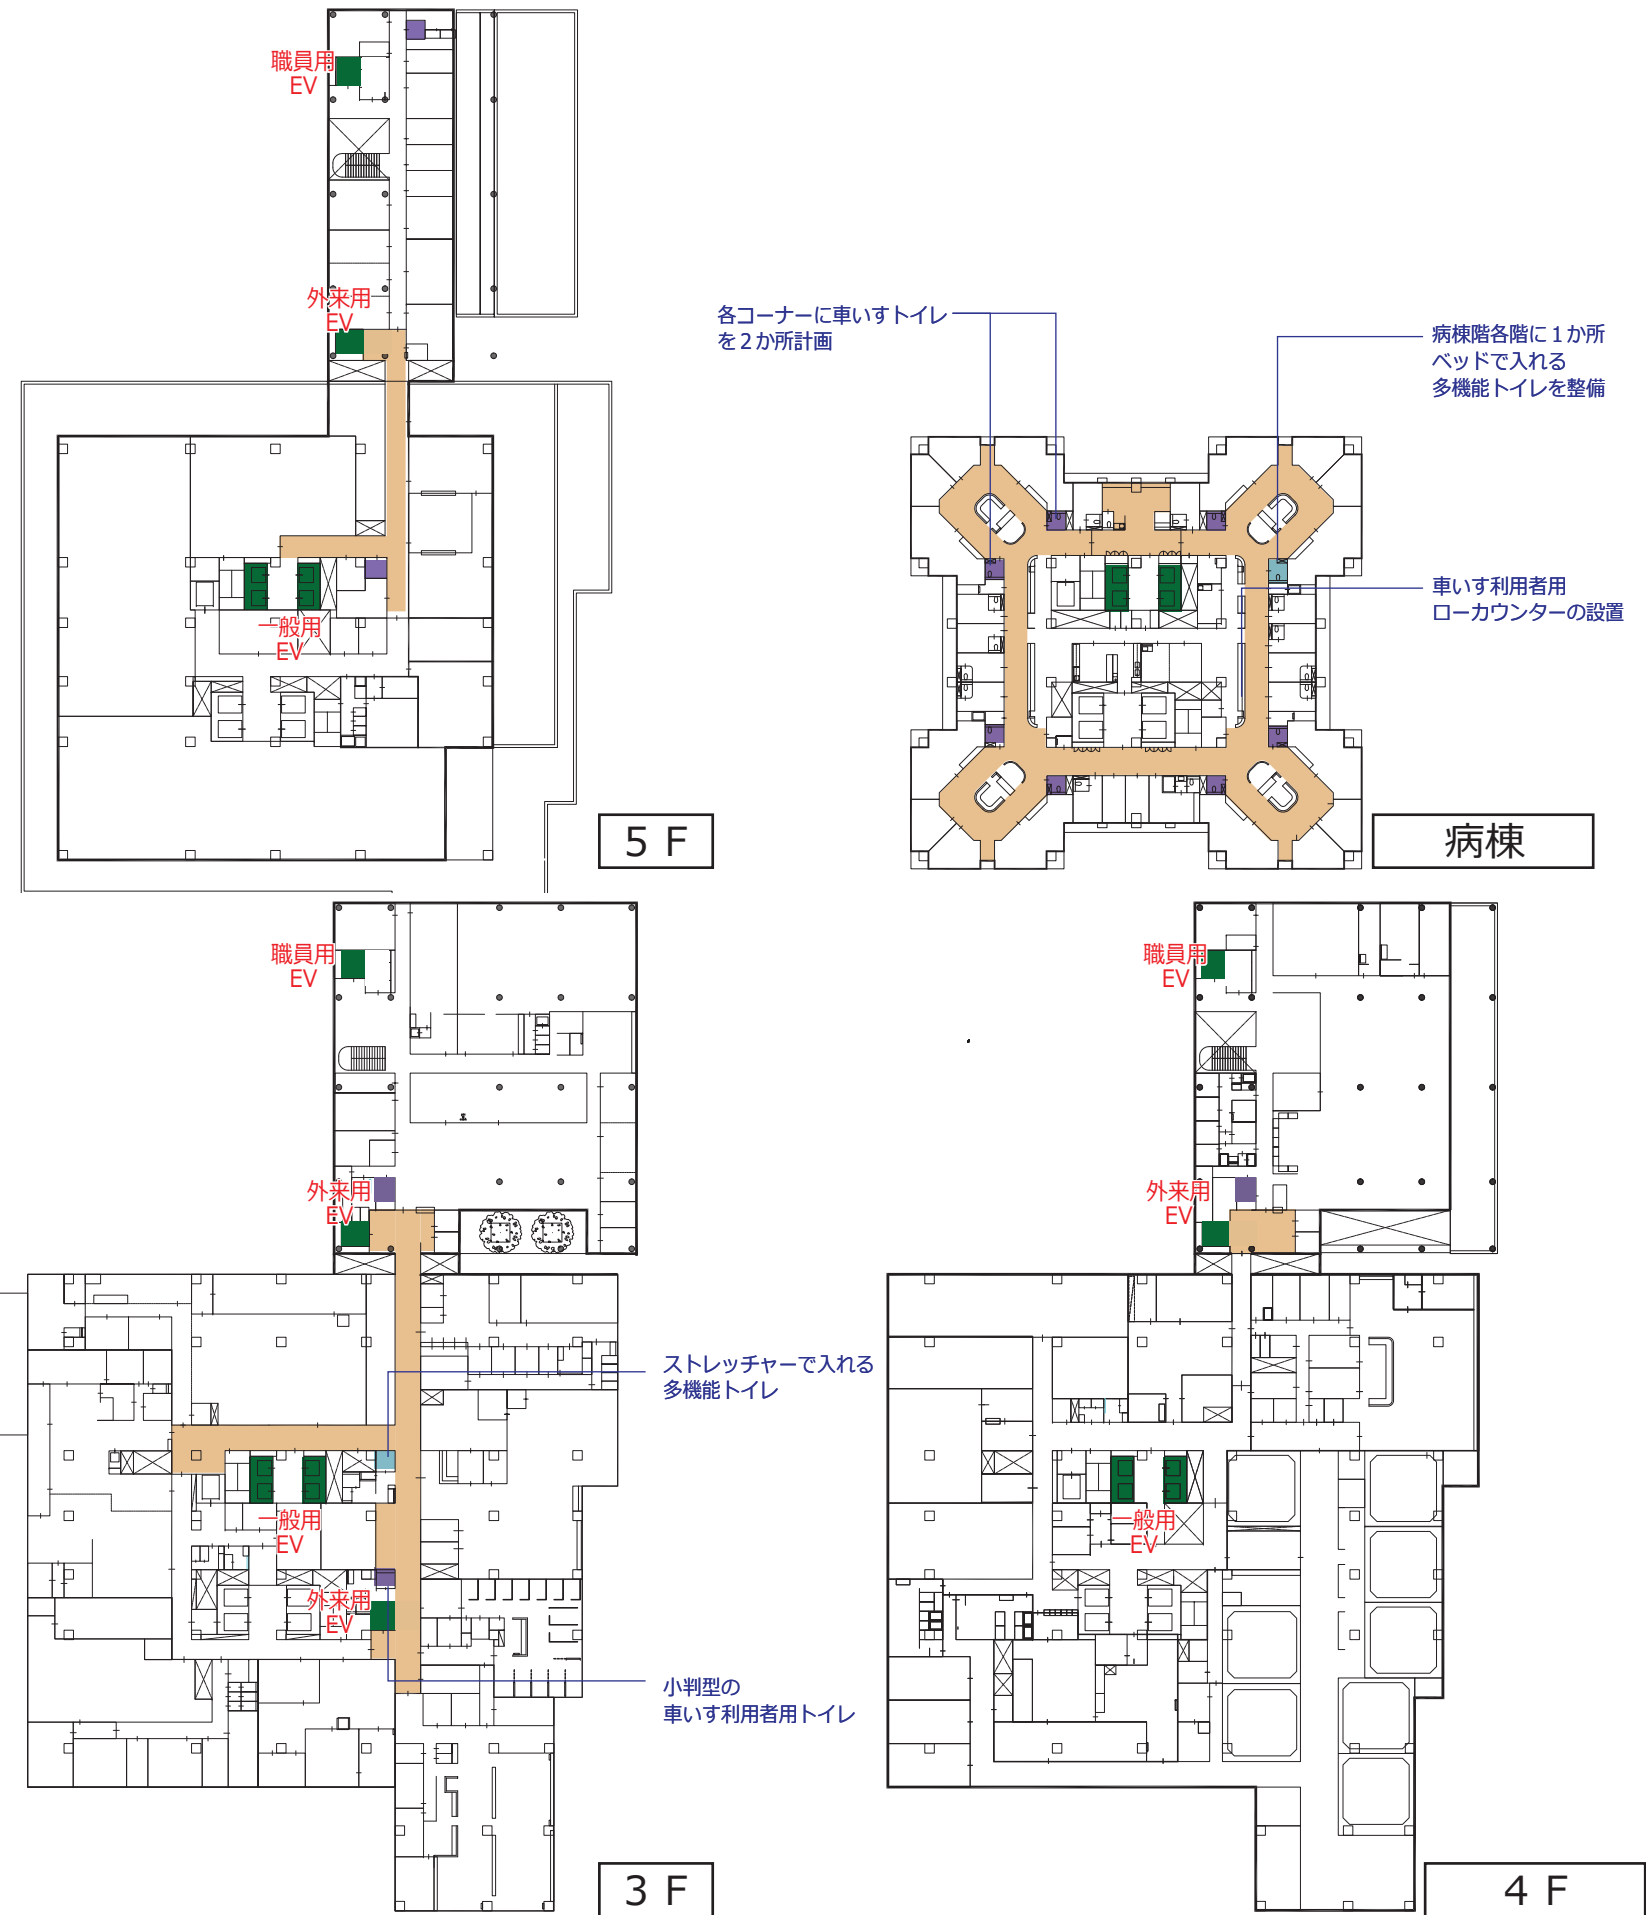 職員用
EV
外来用
EV
一般用
EV
5 F
各コーナーに車いすトイレ
を２か所計画
病棟階各階に１か所
ベッドで入れる
多機能トイレを整備
車いす利用者用
ローカウンターの設置
病棟
職員用
EV
外来用
EV
ストレッチャーで入れる
多機能トイレ
一般用
EV
外来用
EV
小判型の
車いす利用者用トイレ
3 F
職員用
EV
外来用
EV
一般用
EV
4 F